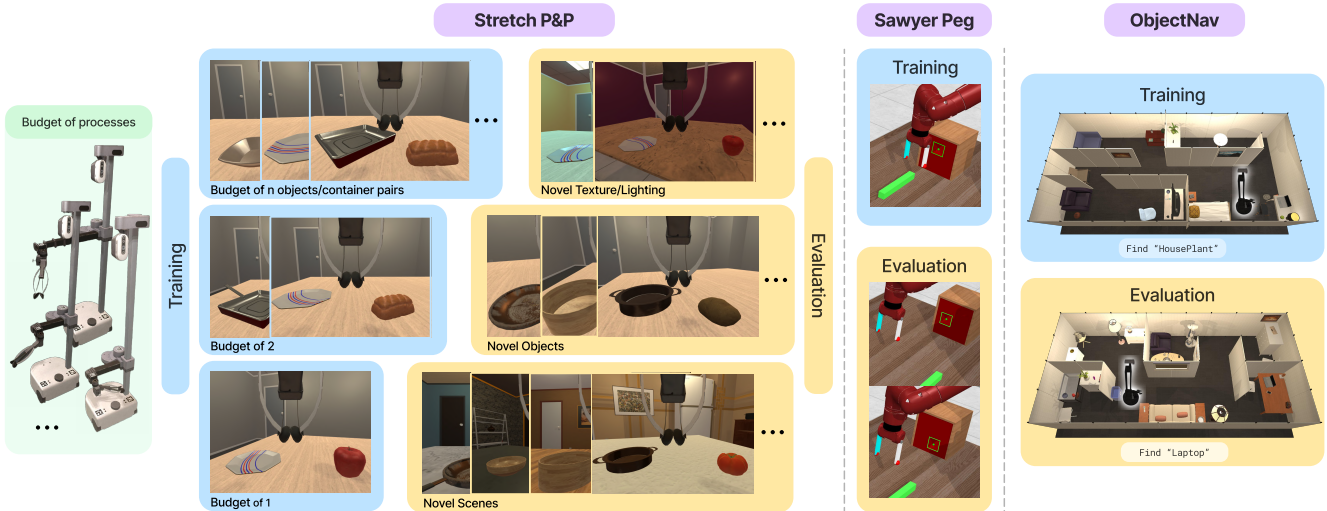 Stretch P&P
Sawyer Peg
ObjectNav
Budget of processes
Training
Budget of n objects/container pairs
Budget of 2
Budget of 1
Novel Texture/Lighting
Novel Objects
Novel Scenes
Evaluation
Training
Evaluation
Training
Find "HousePlant"
Evaluation
Find "Laptop"